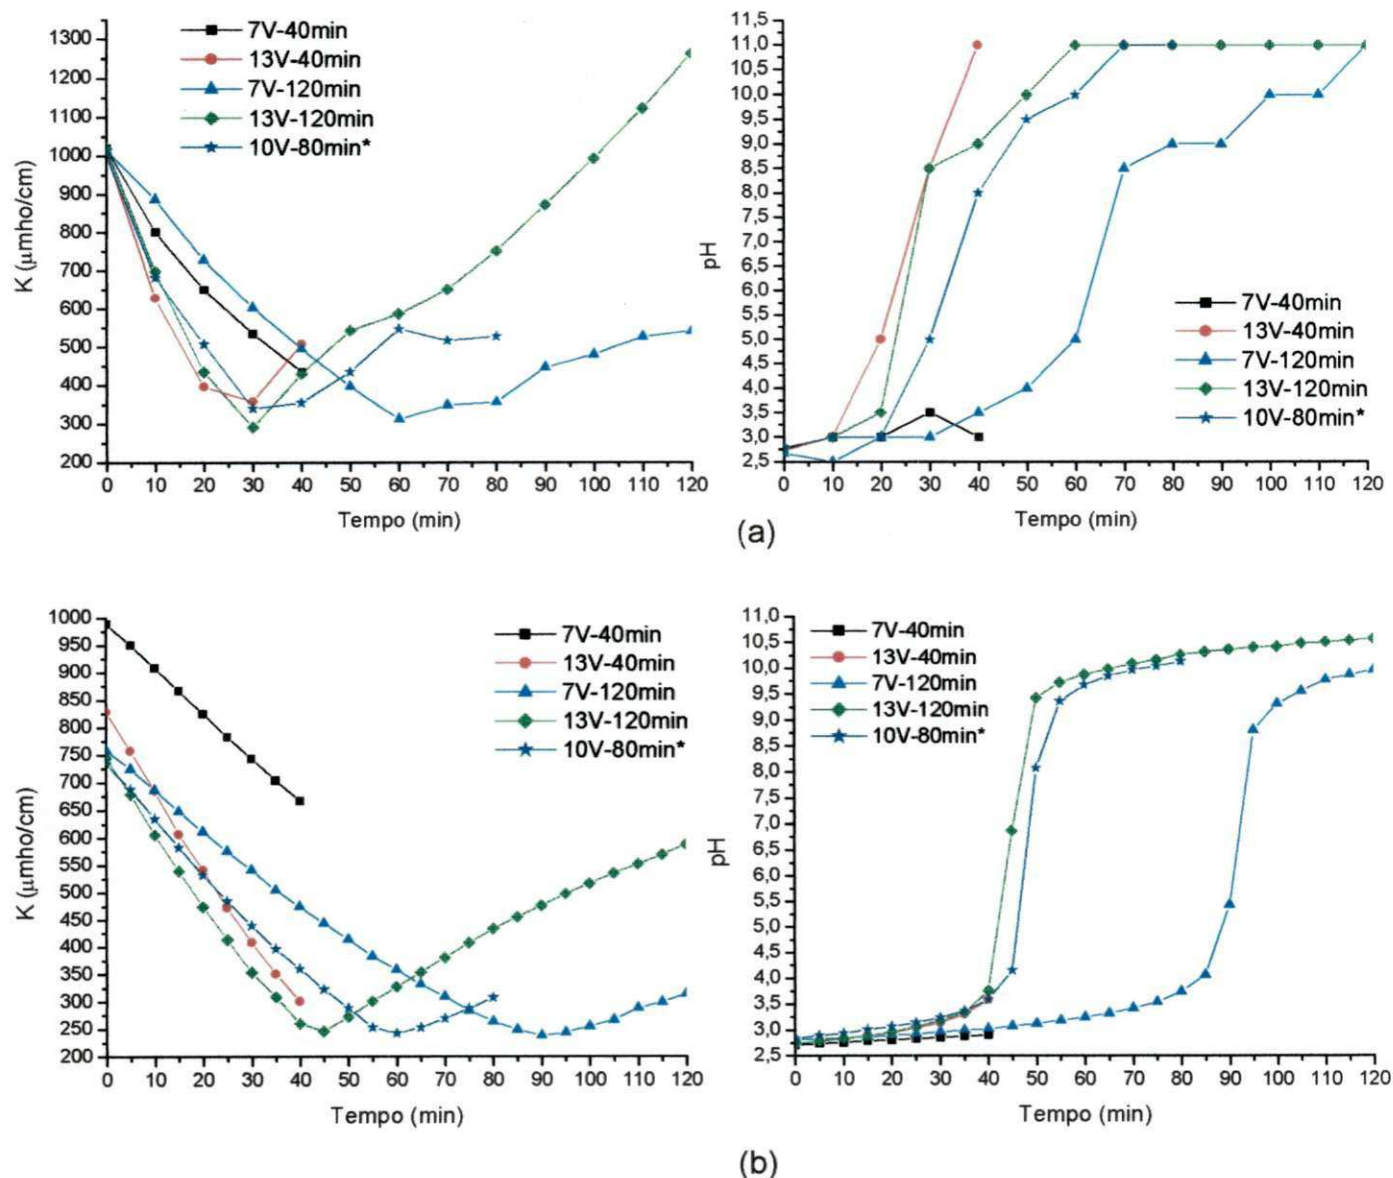 7V-40min
13V-40min
7V-120min
13V-120min
10V-80min*
K (µmho/cm)
1300
1200
1100
1000
900
800
700
600
500
400
300
200
0 10 20 30 40 50 60 70 80 90 100 110 120
Tempo (min)
pH
11,5
11,0
10,5
10,0
9,5
9,0
8,5
8,0
7,5
7,0
6,5
6,0
5,5
5,0
4,5
4,0
3,5
3,0
2,5
7V-40min
13V-40min
7V-120min
13V-120min
10V-80min*
0 10 20 30 40 50 60 70 80 90 100 110 120
Tempo (min)
(a)
K (µmho/cm)
1000
950
900
850
800
750
700
650
600
550
500
450
400
350
300
250
200
7V-40min
13V-40min
7V-120min
13V-120min
10V-80min*
0 10 20 30 40 50 60 70 80 90 100 110 120
Tempo (min)
pH
11,0
10,5
10,0
9,5
9,0
8,5
8,0
7,5
7,0
6,5
6,0
5,5
5,0
4,5
4,0
3,5
3,0
2,5
7V-40min
13V-40min
7V-120min
13V-120min
10V-80min*
0 10 20 30 40 50 60 70 80 90 100 110 120
Tempo (min)
(b)